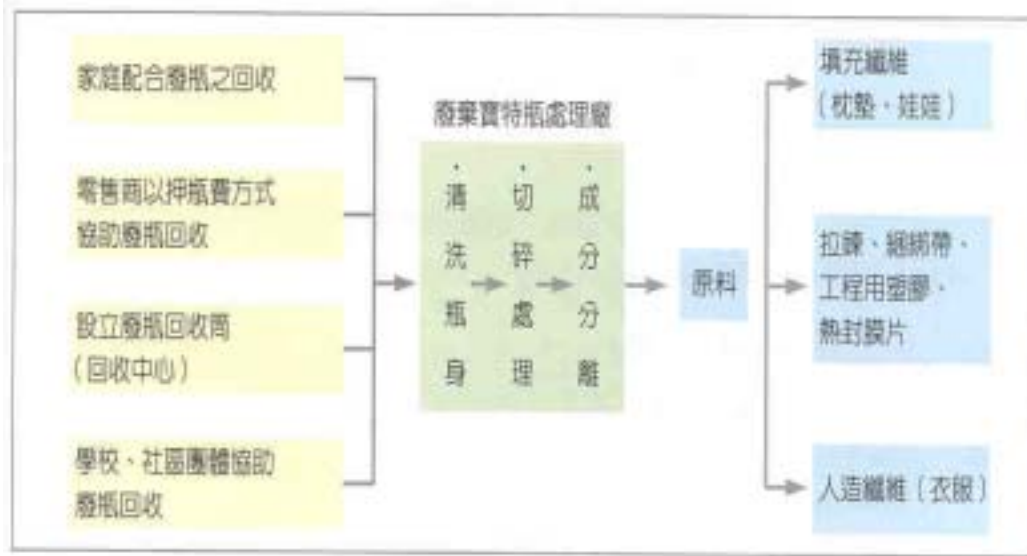 家庭配合廢瓶之回收
零售商以押瓶費方式
協助廢瓶回收
設立廢瓶回收筒
(回收中心)
學校、社區團體協助
廢瓶回收
廢棄寶特瓶處理廠
·清洗瓶身
·切碎處理
·成分分離
原料
填充纖維
(枕墊、娃娃)
拉鍊、綑綁帶、
工程用塑膠、
熱封膜片
人造纖維(衣服)